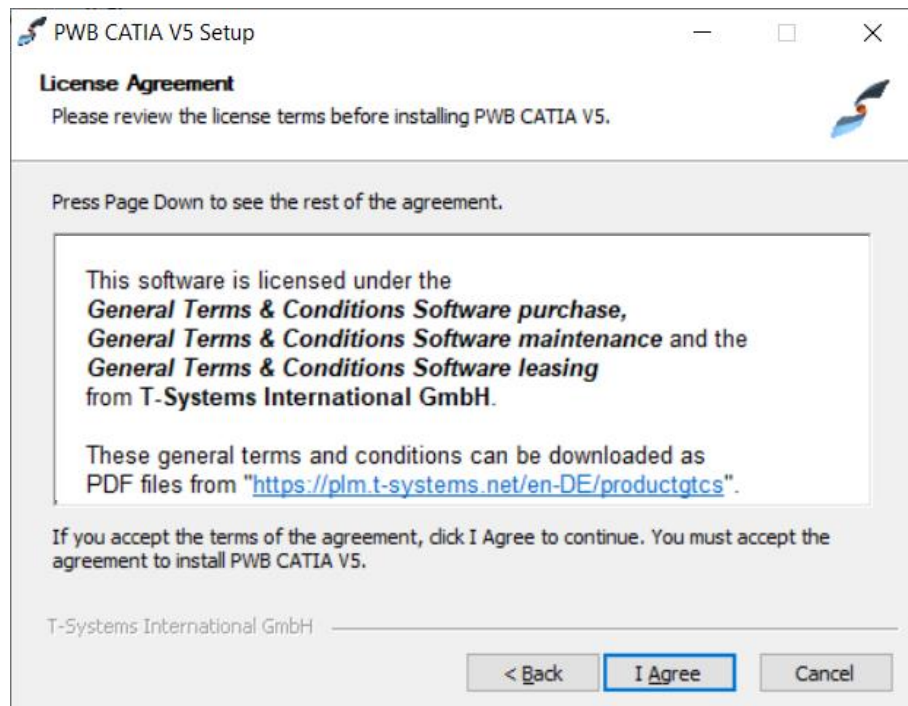 PWB CATIA V5 Setup
License Agreement
Please review the license terms before installing PWB CATIA V5.
Press Page Down to see the rest of the agreement.
This software is licensed under the
General Terms & Conditions Software purchase,
General Terms & Conditions Software maintenance and the
General Terms & Conditions Software leasing
from T-Systems International GmbH.
These general terms and conditions can be downloaded as
PDF files from "https://plm.t-systems.net/en-DE/productgtcs".
If you accept the terms of the agreement, click I Agree to continue. You must accept the
agreement to install PWB CATIA V5.
T-Systems International GmbH
< Back I Agree Cancel